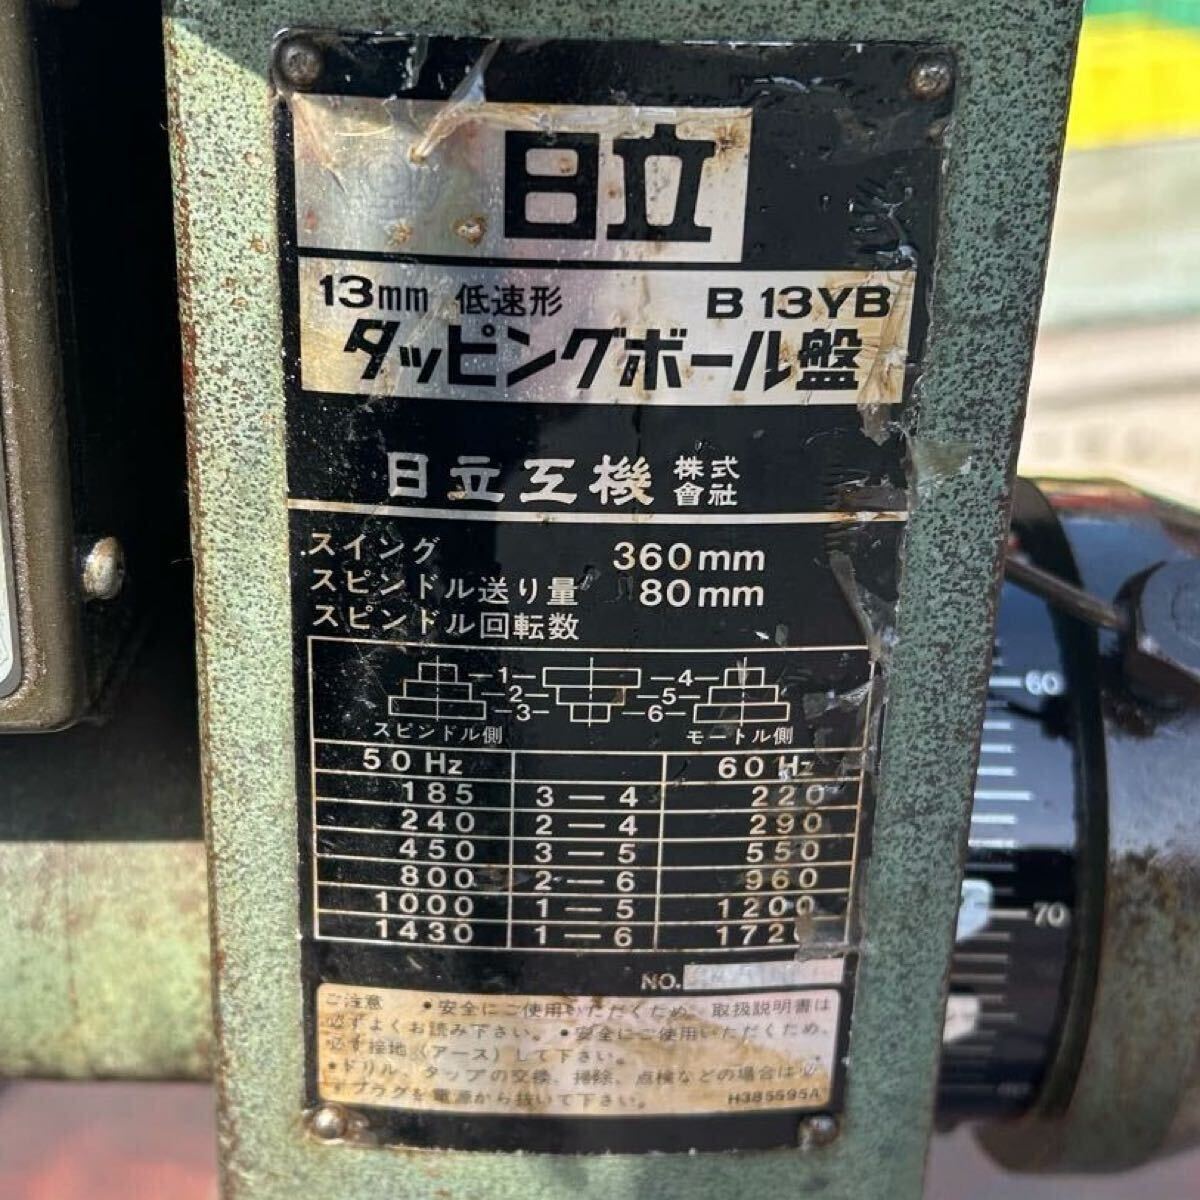 日立
13mm 低速形 B 13YB
タッピングボール盤
日立工機 株式會社
スイング 360mm
スピンドル送り量 80mm
スピンドル回転数
1 4
2 5
3 6
スピンドル側 モートル側
50 Hz 60 Hz
185 3 — 4 220
240 2 — 4 290
450 3 — 5 550
800 2 — 6 960
1000 1 — 5 1200
1430 1 — 6 1720
NO.
ご注意 •安全にご使用いただくため、取扱説明書は
必ずよくお読み下さい。•安全にご使用いただくため、
必ず接地(アース)して下さい。
•ドリル、タップの交換、掃除、点検などの場合は必
ずプラグを電源から抜いて下さい。 H385595A
60
70